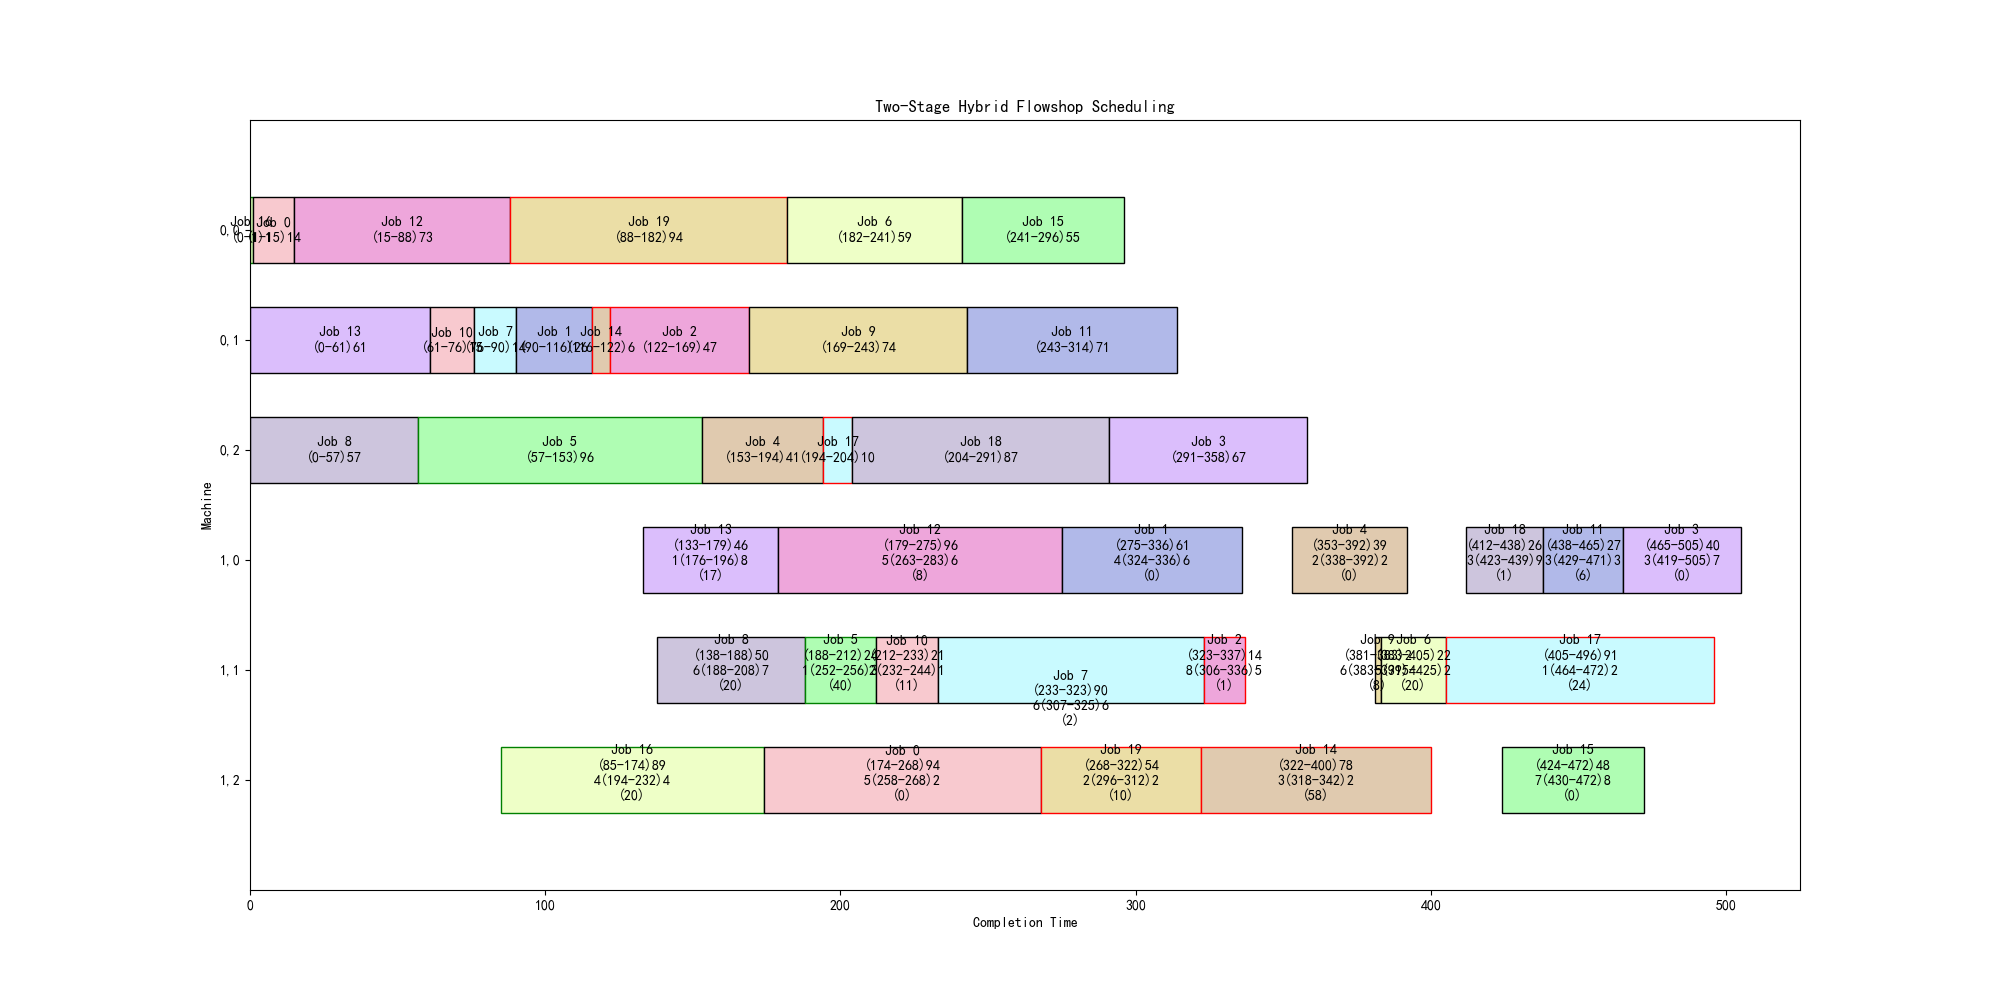 Two-Stage Hybrid Flowshop Scheduling
Machine
0,0
Job 16
(0-1)1
Job 0
(1-15)14
Job 12
(15-88)73
Job 19
(88-182)94
Job 6
(182-241)59
Job 15
(241-296)55
0,1
Job 13
(0-61)61
Job 10
(61-76)15
Job 7
(76-90)14
Job 1
(90-116)26
Job 14
(116-122)6
Job 2
(122-169)47
Job 9
(169-243)74
Job 11
(243-314)71
0,2
Job 8
(0-57)57
Job 5
(57-153)96
Job 4
(153-194)41
Job 17
(194-204)10
Job 18
(204-291)87
Job 3
(291-358)67
1,0
Job 13
(133-179)46
1(176-196)8
(17)
Job 12
(179-275)96
5(263-283)6
(8)
Job 1
(275-336)61
4(324-336)6
(0)
Job 4
(353-392)39
2(338-392)2
(0)
Job 18
(412-438)26
3(423-439)9
(1)
Job 11
(438-465)27
3(429-471)3
(6)
Job 3
(465-505)40
3(419-505)7
(0)
1,1
Job 8
(138-188)50
6(188-208)7
(20)
Job 5
(188-212)24
1(252-256)2
(40)
Job 10
(212-233)21
(232-244)1
(11)
Job 7
(233-323)90
6(307-325)6
(2)
Job 2
(323-337)14
8(306-336)5
(1)
Job 9
(381-383)2
(8)
Job 6
(383-405)22
(20)
Job 17
(405-496)91
1(464-472)2
(24)
1,2
Job 16
(85-174)89
4(194-232)4
(20)
Job 0
(174-268)94
5(258-268)2
(0)
Job 19
(268-322)54
2(296-312)2
(10)
Job 14
(322-400)78
3(318-342)2
(58)
Job 15
(424-472)48
7(430-472)8
(0)
0
100
200
300
400
500
Completion Time